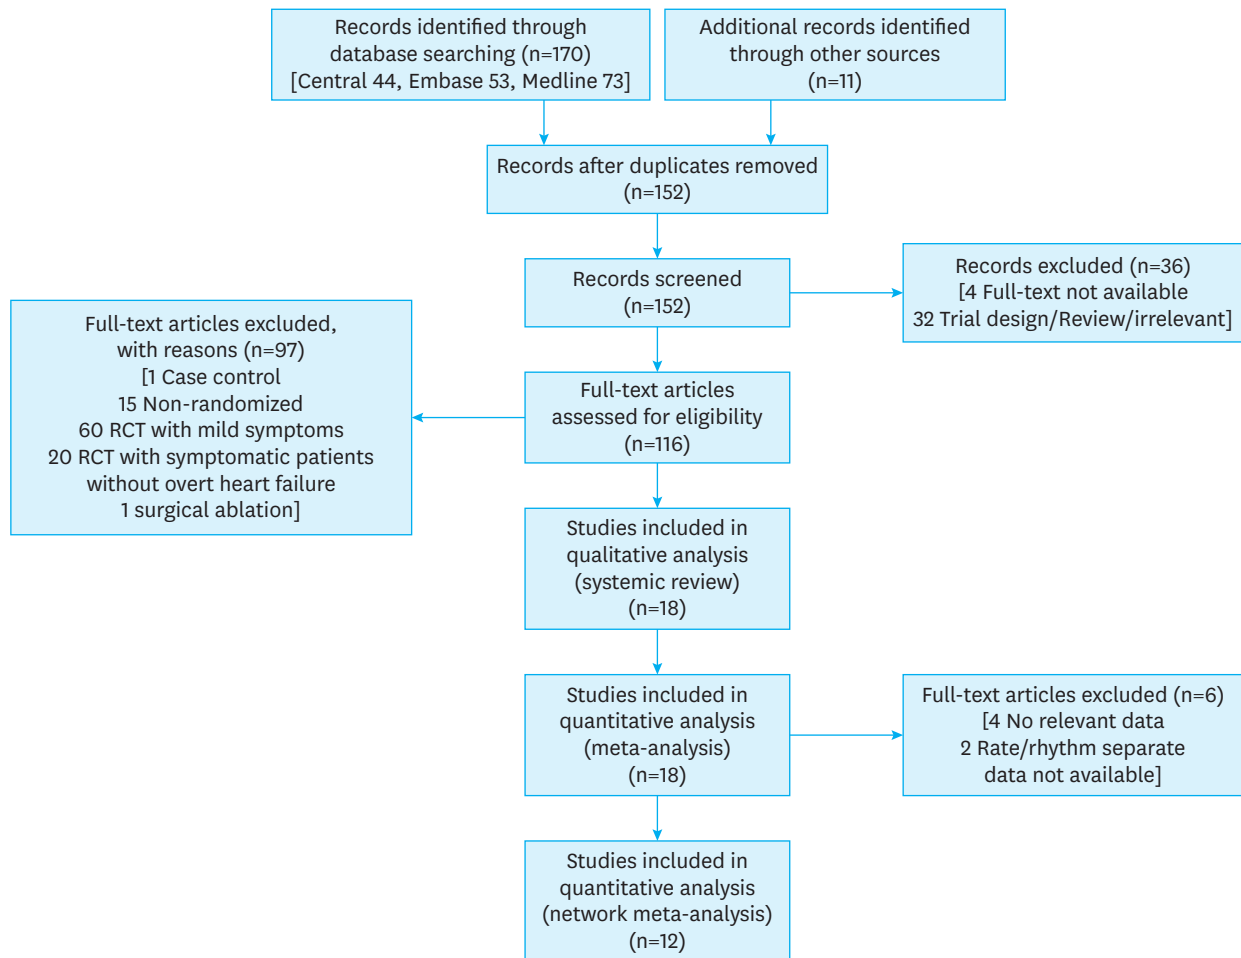 Records identified through
database searching (n=170)
[Central 44, Embase 53, Medline 73]
Additional records identified
through other sources
(n=11)
Records after duplicates removed
(n=152)
Records screened
(n=152)
Records excluded (n=36)
[4 Full-text not available
32 Trial design/Review/irrelevant]
Full-text articles excluded,
with reasons (n=97)
[1 Case control
15 Non-randomized
60 RCT with mild symptoms
20 RCT with symptomatic patients
without overt heart failure
1 surgical ablation]
Full-text articles
assessed for eligibility
(n=116)
Studies included in
qualitative analysis
(systemic review)
(n=18)
Studies included in
quantitative analysis
(meta-analysis)
(n=18)
Full-text articles excluded (n=6)
[4 No relevant data
2 Rate/rhythm separate
data not available]
Studies included in
quantitative analysis
(network meta-analysis)
(n=12)